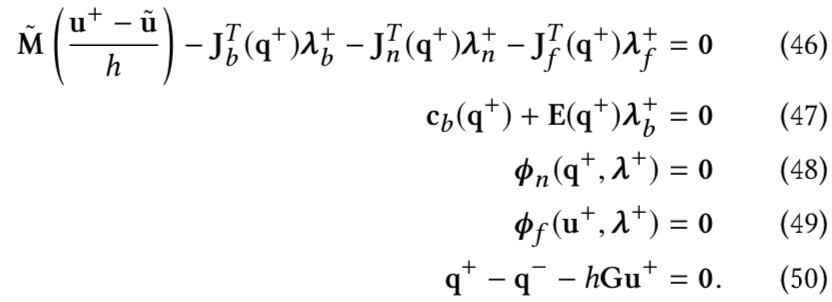 M̃ ( (u⁺ − ũ) / h ) − J_b^T(q⁺)λ_b⁺ − J_n^T(q⁺)λ_n⁺ − J_f^T(q⁺)λ_f⁺ = 0 (46)
c_b(q⁺) + E(q⁺)λ_b⁺ = 0 (47)
ϕ_n(q⁺, λ⁺) = 0 (48)
ϕ_f(u⁺, λ⁺) = 0 (49)
q⁺ − q⁻ − hGu⁺ = 0. (50)